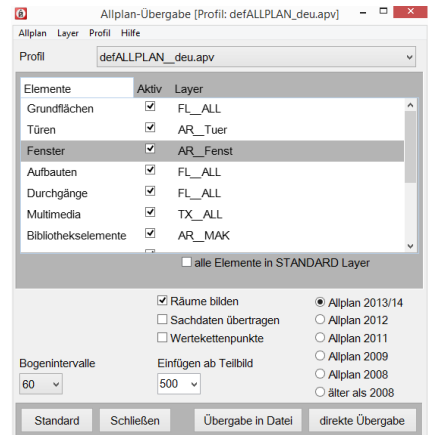 Allplan-Übergabe [Profil: defALLPLAN_deu.apv]
Allplan Layer Profil Hilfe
Profil defALLPLAN__deu.apv
Elemente Aktiv Layer
Grundflächen FL__ALL
Türen AR__Tuer
Fenster AR__Fenst
Aufbauten FL__ALL
Durchgänge FL__ALL
Multimedia TX__ALL
Bibliothekselemente AR__MAK
alle Elemente in STANDARD Layer
Räume bilden
Sachdaten übertragen
Wertekettenpunkte
Allplan 2013/14
Allplan 2012
Allplan 2011
Allplan 2009
Allplan 2008
älter als 2008
Bogenintervalle
60
Einfügen ab Teilbild
500
Standard Schließen Übergabe in Datei direkte Übergabe